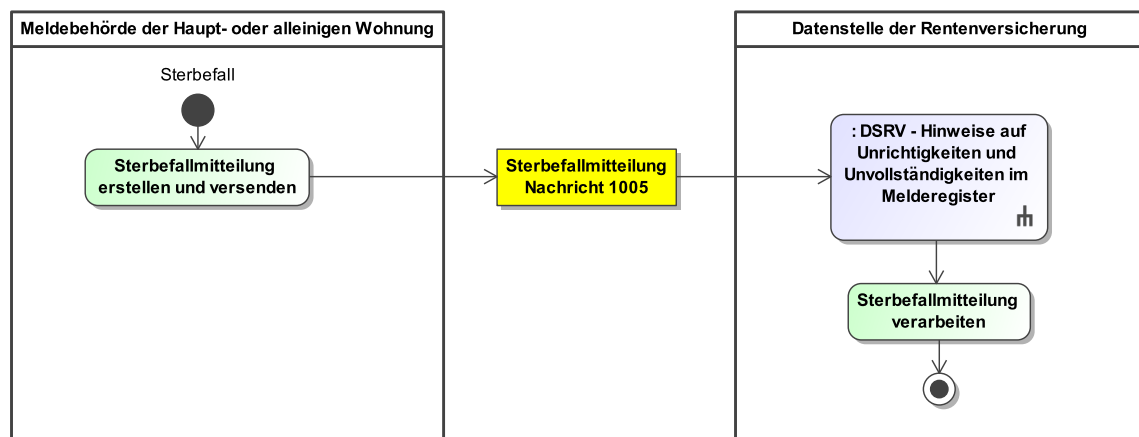 Meldebehörde der Haupt- oder alleinigen Wohnung
Datenstelle der Rentenversicherung
Sterbefall
Sterbefallmitteilung
erstellen und versenden
Sterbefallmitteilung
Nachricht 1005
: DSRV - Hinweise auf
Unrichtigkeiten und
Unvollständigkeiten im
Melderegister
Sterbefallmitteilung
verarbeiten